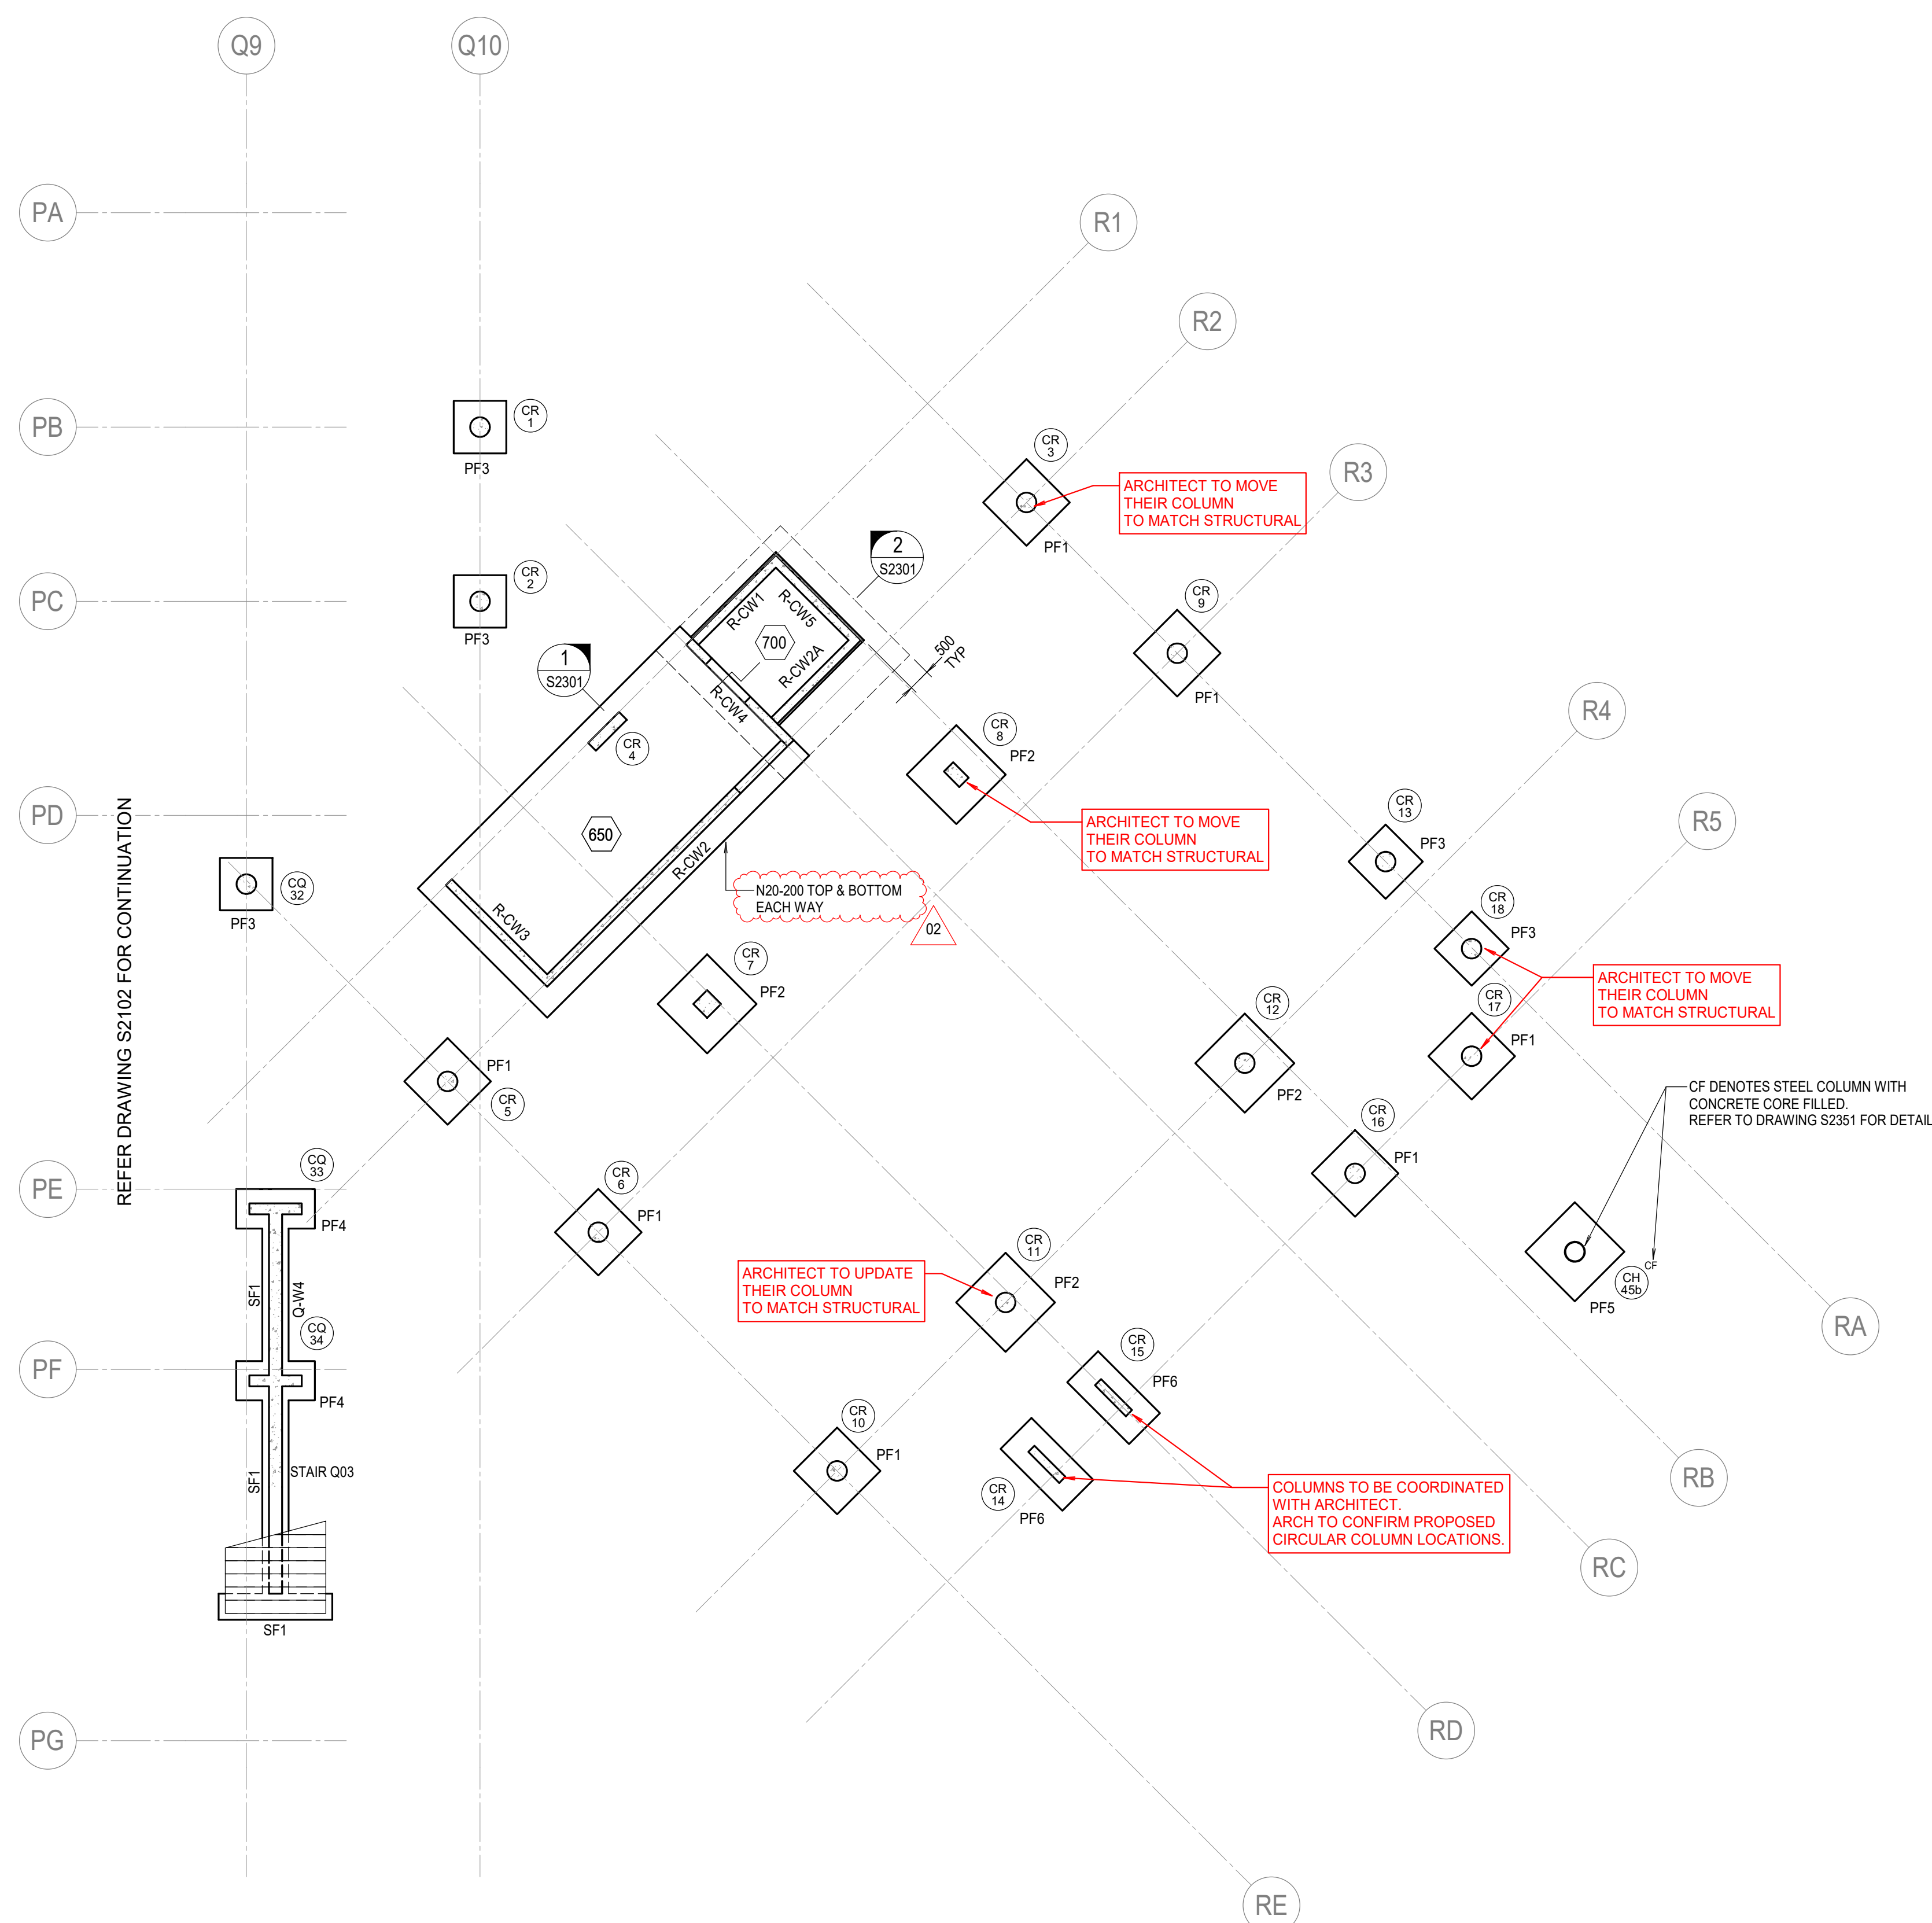 Q9
Q10
PA
R1
R2
PB
CR
1
PF3
CR
3
R3
ARCHITECT TO MOVE
THEIR COLUMN
TO MATCH STRUCTURAL
PF1
PC
CR
2
PF3
2
S2301
CR
9
PF1
R-CW1
R-CW5
700
R-CW2A
500
TYP
1
S2301
R-CW4
CR
4
CR
8
PF2
R4
PD
650
R-CW2
ARCHITECT TO MOVE
THEIR COLUMN
TO MATCH STRUCTURAL
CR
13
PF3
R5
REFER DRAWING S2102 FOR CONTINUATION
CQ
32
PF3
R-CW3
N20-200 TOP & BOTTOM
EACH WAY
02
CR
18
PF3
CR
7
PF2
ARCHITECT TO MOVE
THEIR COLUMN
TO MATCH STRUCTURAL
CR
17
PF1
CR
12
PF2
PF1
CR
5
CF DENOTES STEEL COLUMN WITH
CONCRETE CORE FILLED.
REFER TO DRAWING S2351 FOR DETAIL
CR
16
PF1
PE
CQ
33
PF4
CR
6
PF1
CR
11
PF2
ARCHITECT TO UPDATE
THEIR COLUMN
TO MATCH STRUCTURAL
CF
CH
45b
PF5
RA
SF1
Q-W4
CQ
34
PF
PF4
CR
15
PF6
CR
10
PF1
SF1
STAIR Q03
CR
14
PF6
COLUMNS TO BE COORDINATED
WITH ARCHITECT.
ARCH TO CONFIRM PROPOSED
CIRCULAR COLUMN LOCATIONS.
RB
RC
SF1
PG
RD
RE